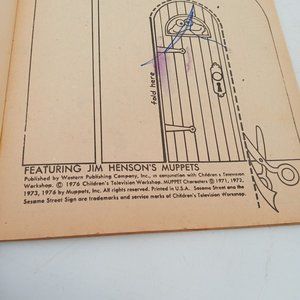 fold here
FEATURING JIM HENSON'S MUPPETS
Published by Western Publishing Company, Inc., in conjunction with Children's Television
Workshop. © 1976 Children's Television Workshop. MUPPET Characters © 1971, 1972,
1973, 1976 by Muppets, Inc. All rights reserved. Printed in U.S.A. Sesame Street and the
Sesame Street Sign are trademarks and service marks of Children's Television Workshop.